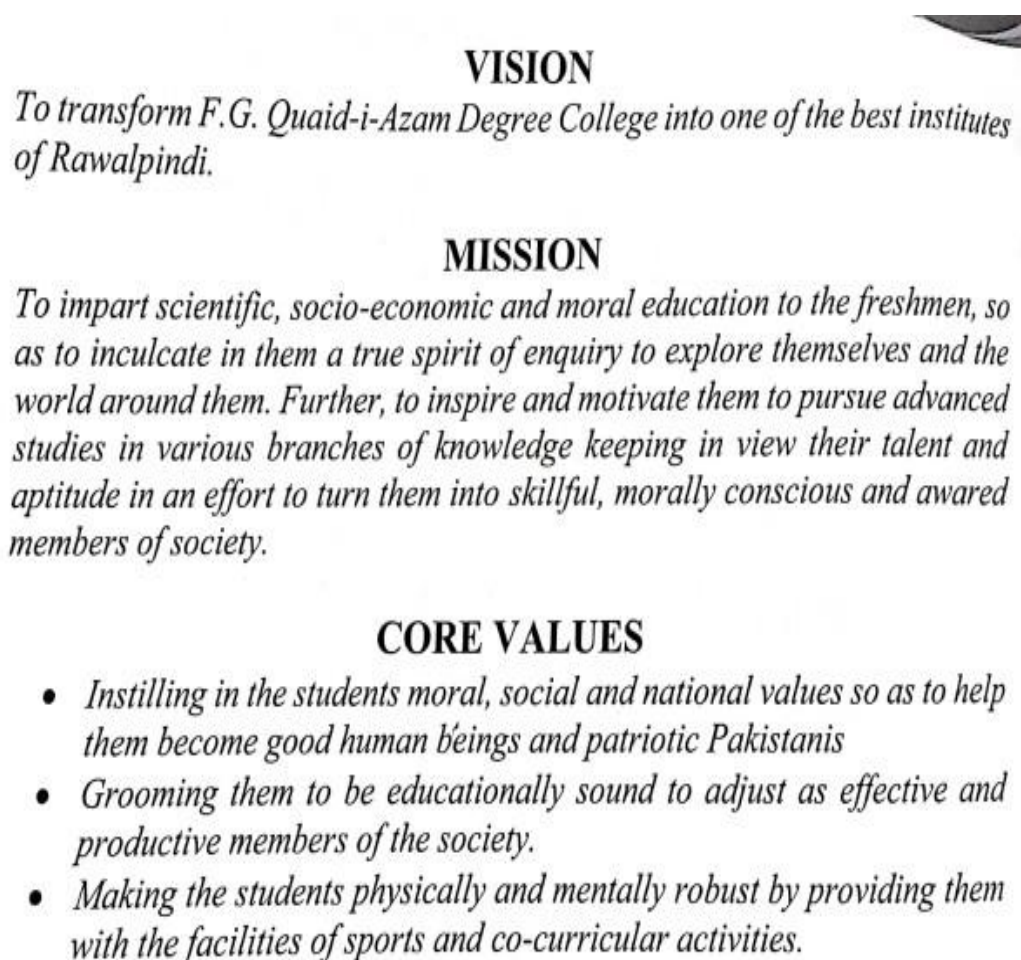 VISION
To transform F.G. Quaid-i-Azam Degree College into one of the best institutes
of Rawalpindi.
MISSION
To impart scientific, socio-economic and moral education to the freshmen, so
as to inculcate in them a true spirit of enquiry to explore themselves and the
world around them. Further, to inspire and motivate them to pursue advanced
studies in various branches of knowledge keeping in view their talent and
aptitude in an effort to turn them into skillful, morally conscious and awared
members of society.
CORE VALUES
• Instilling in the students moral, social and national values so as to help
them become good human beings and patriotic Pakistanis
• Grooming them to be educationally sound to adjust as effective and
productive members of the society.
• Making the students physically and mentally robust by providing them
with the facilities of sports and co-curricular activities.